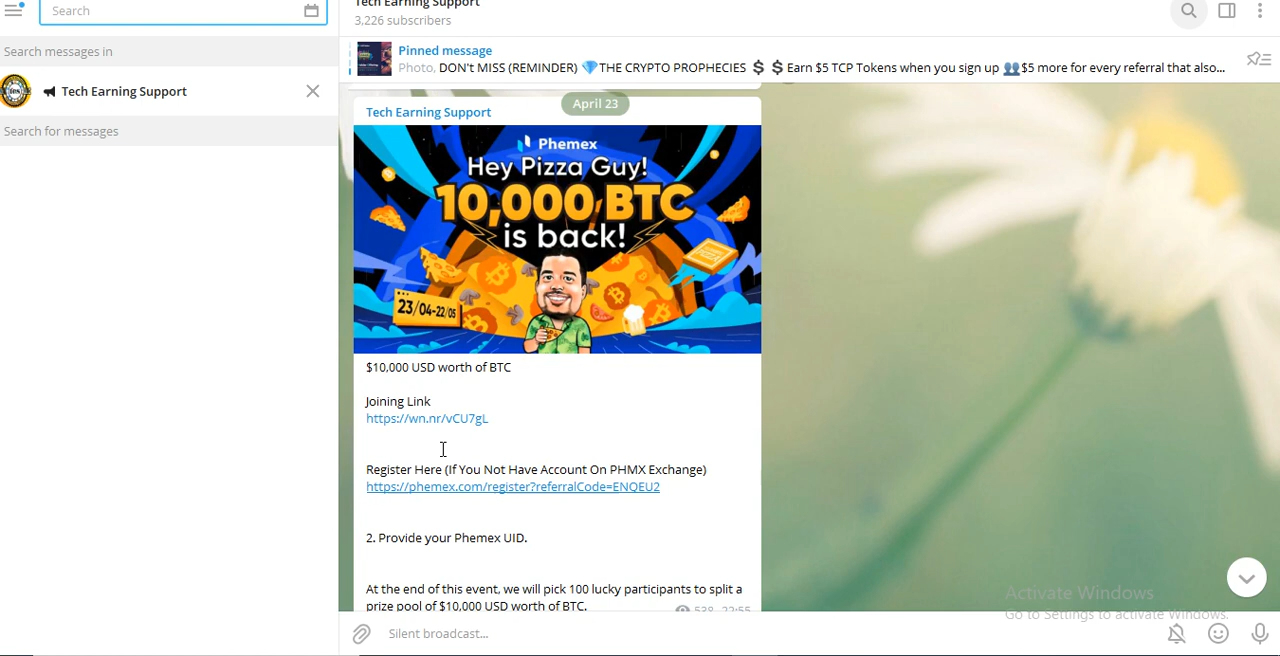 Search
Search messages in
Tech Earning Support
Search for messages
Tech Earning Support
3,226 subscribers
Pinned message
Photo, DON't MISS (REMINDER) 💎THE CRYPTO PROPHECIES 💲 💲 Earn $5 TCP Tokens when you sign up 👥$5 more for every referral that also...
April 23
Tech Earning Support
Phemex
Hey Pizza Guy!
10,000 BTC
is back!
23/04-22/05
$10,000 USD worth of BTC
Joining Link
https://wn.nr/vCU7gL
Register Here (If You Not Have Account On PHMX Exchange)
https://phemex.com/register?referralCode=ENQEU2
2. Provide your Phemex UID.
At the end of this event, we will pick 100 lucky participants to split a
prize pool of $10,000 USD worth of BTC.
538 22:55
Activate Windows
Go to Settings to activate Windows.
Silent broadcast...